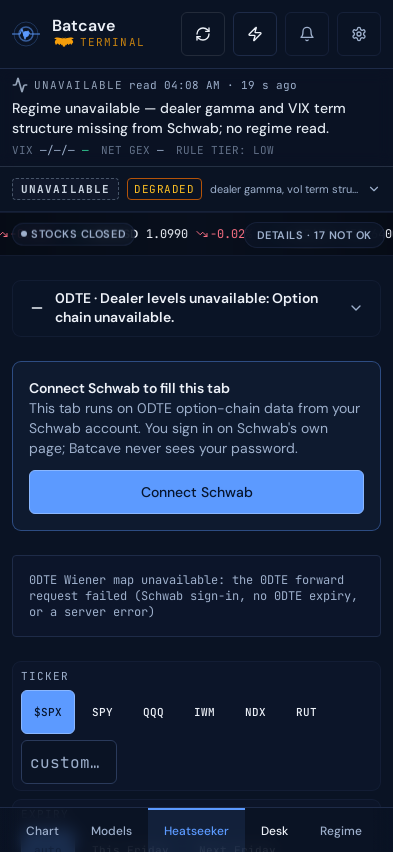 Batcave
TERMINAL
UNAVAILABLE read 04:08 AM · 19 s ago
Regime unavailable — dealer gamma and VIX term
structure missing from Schwab; no regime read.
VIX —/—/— — NET GEX — RULE TIER: LOW
UNAVAILABLE DEGRADED dealer gamma, vol term stru…
STOCKS CLOSED 1.0990 -0.02 DETAILS · 17 NOT OK
0DTE · Dealer levels unavailable: Option
chain unavailable.
Connect Schwab to fill this tab
This tab runs on 0DTE option-chain data from your
Schwab account. You sign in on Schwab's own
page; Batcave never sees your password.
Connect Schwab
0DTE Wiener map unavailable: the 0DTE forward
request failed (Schwab sign-in, no 0DTE expiry,
or a server error)
TICKER
$SPX SPY QQQ IWM NDX RUT
custom…
Chart Models Heatseeker Desk Regime